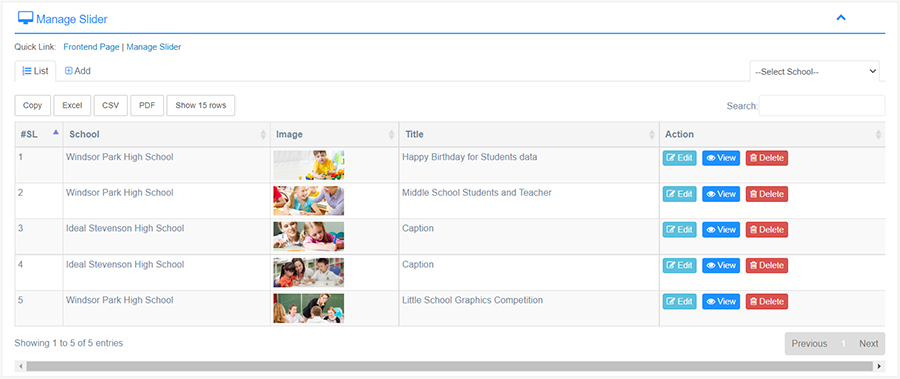 Manage Slider
Quick Link: Frontend Page | Manage Slider
List Add --Select School--
Copy Excel CSV PDF Show 15 rows Search:
#SL School Image Title Action
1 Windsor Park High School Happy Birthday for Students data Edit View Delete
2 Windsor Park High School Middle School Students and Teacher Edit View Delete
3 Ideal Stevenson High School Caption Edit View Delete
4 Ideal Stevenson High School Caption Edit View Delete
5 Windsor Park High School Little School Graphics Competition Edit View Delete
Showing 1 to 5 of 5 entries Previous 1 Next